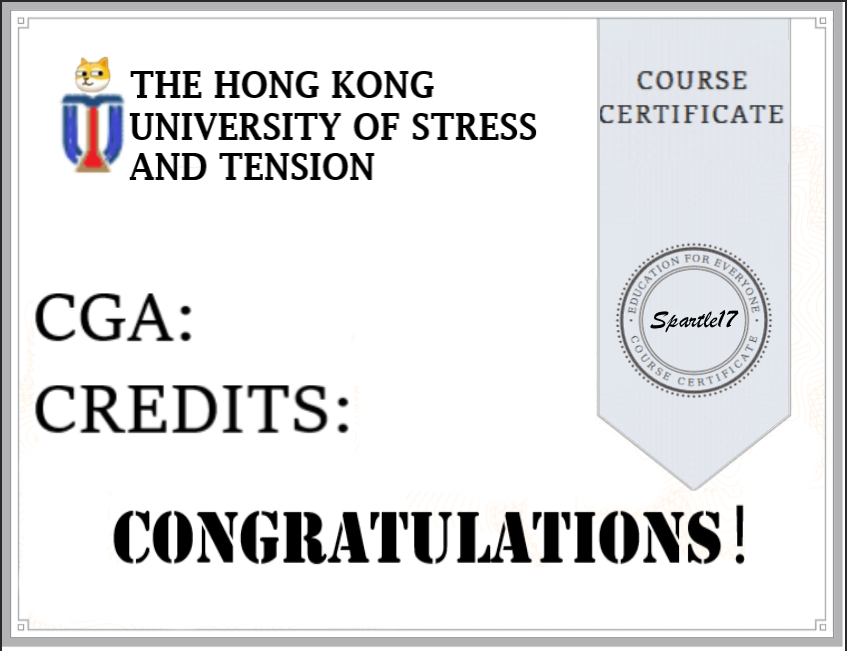 THE HONG KONG
UNIVERSITY OF STRESS
AND TENSION
COURSE
CERTIFICATE
EDUCATION FOR EVERYONE
Spartle17
COURSE CERTIFICATE
CGA:
CREDITS:
CONGRATULATIONS!